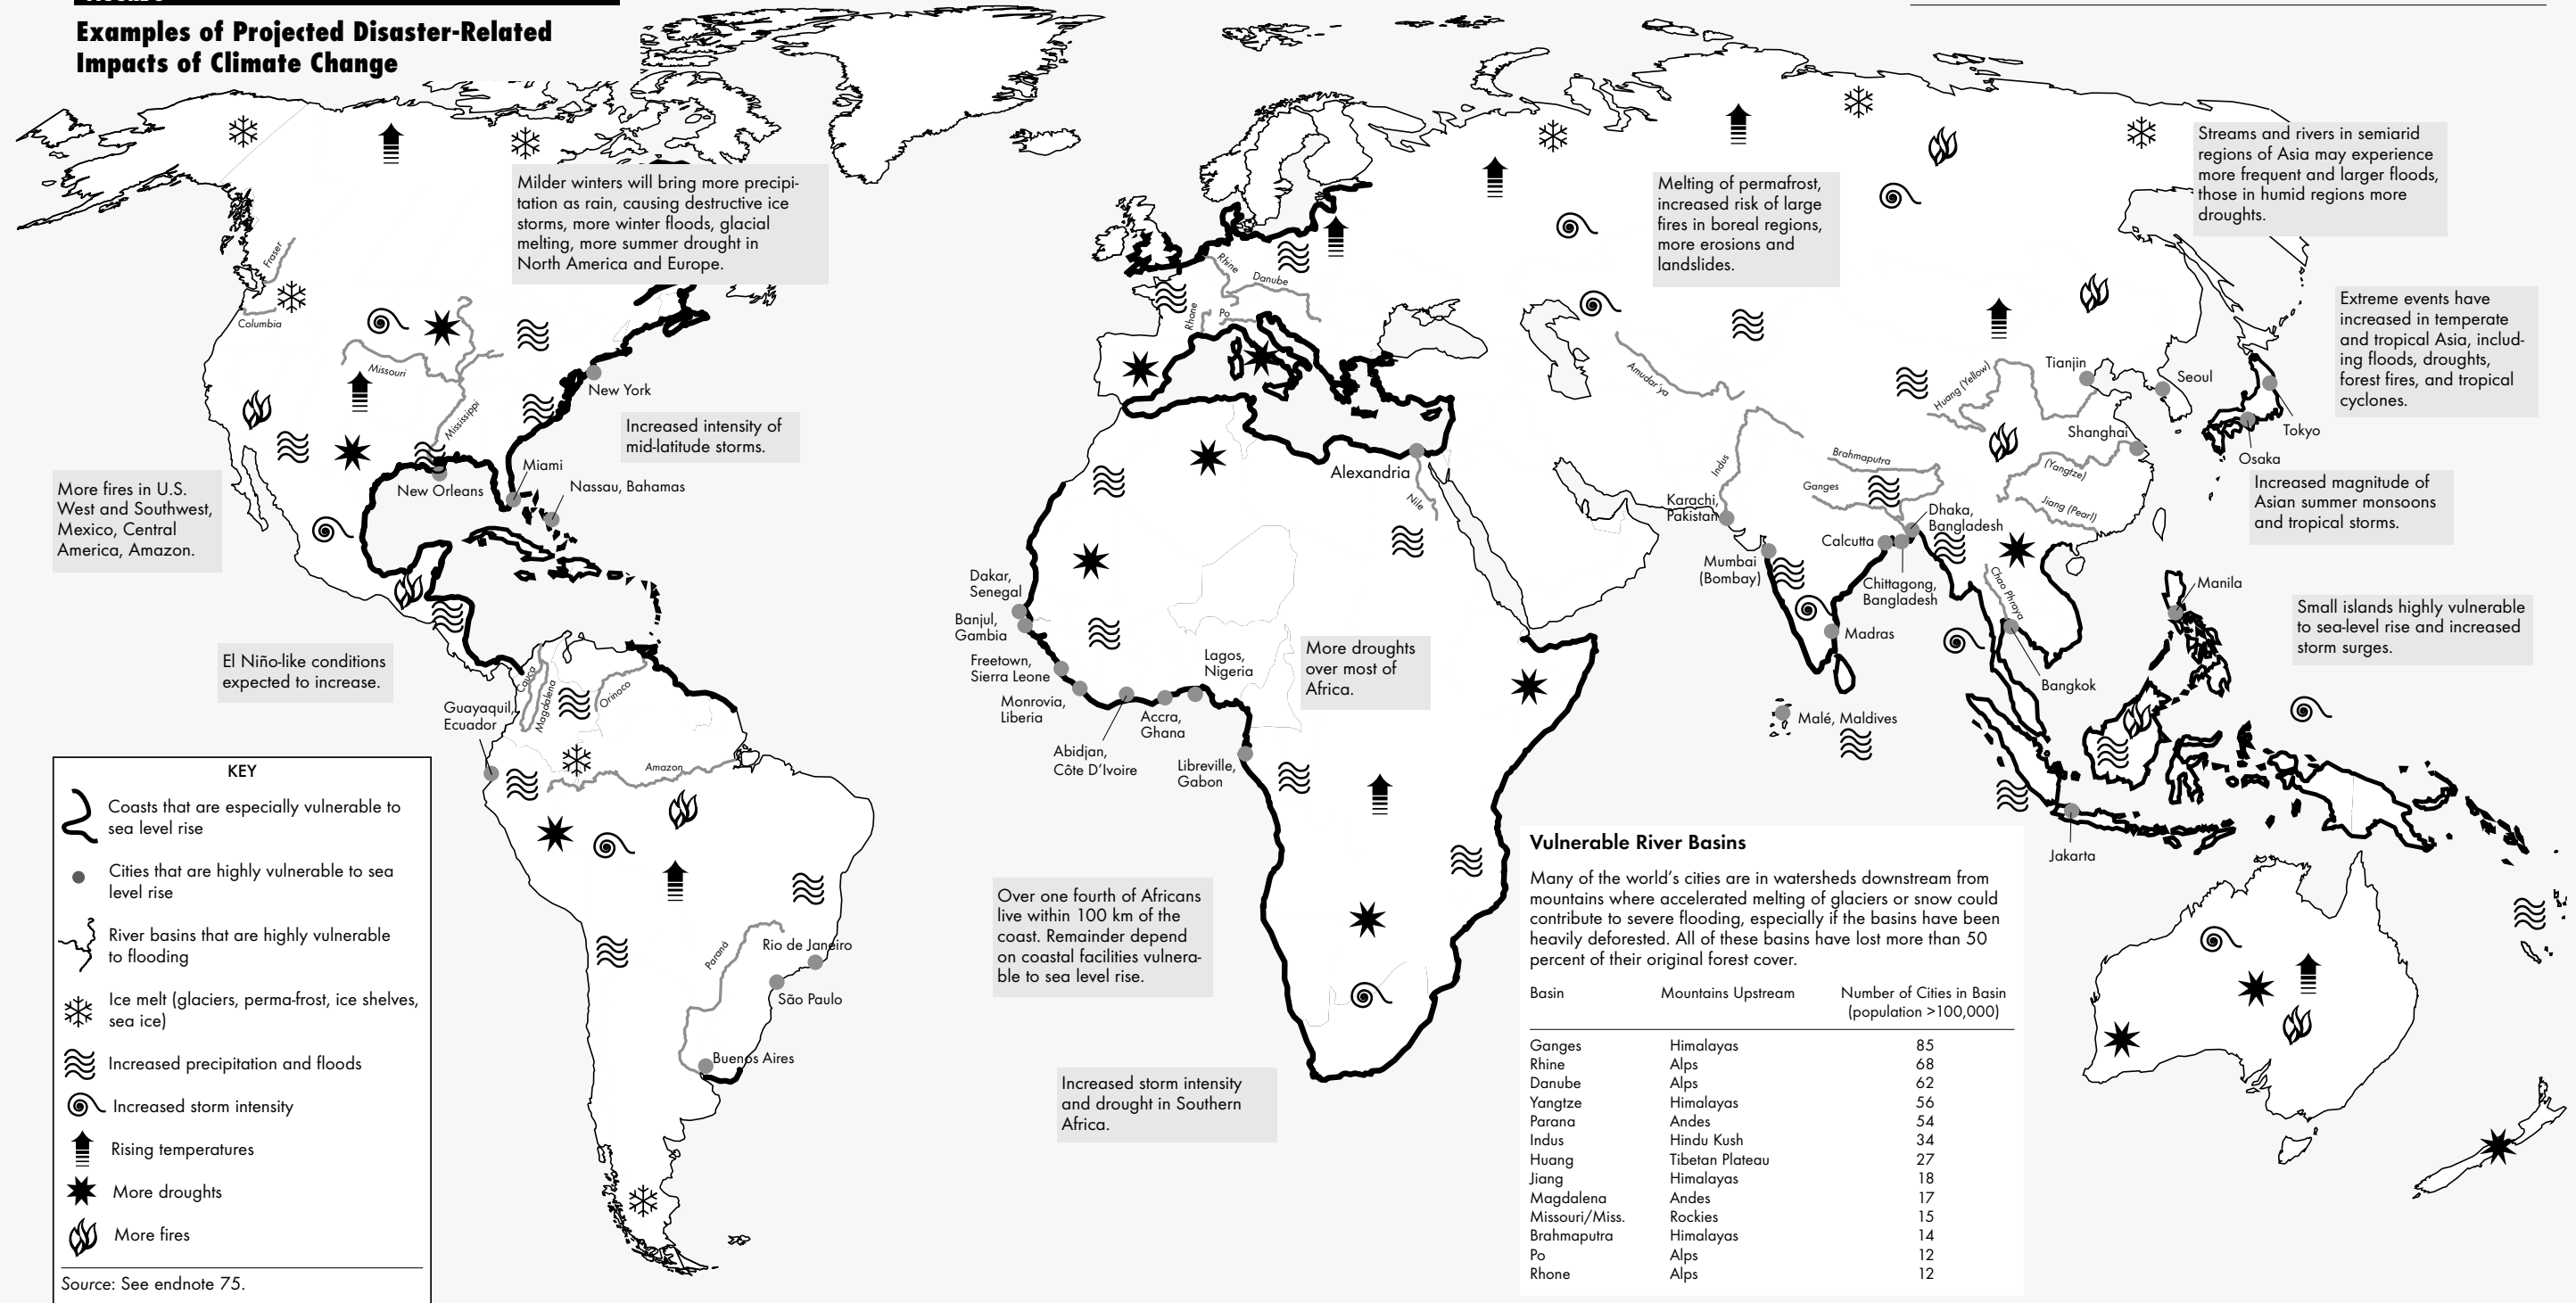 Examples of Projected Disaster-Related
Impacts of Climate Change
Milder winters will bring more precipi-
tation as rain, causing destructive ice
storms, more winter floods, glacial
melting, more summer drought in
North America and Europe.
Melting of permafrost,
increased risk of large
fires in boreal regions,
more erosions and
landslides.
Streams and rivers in semiarid
regions of Asia may experience
more frequent and larger floods,
those in humid regions more
droughts.
Extreme events have
increased in temperate
and tropical Asia, includ-
ing floods, droughts,
forest fires, and tropical
cyclones.
Fraser
Columbia
Missouri
Mississippi
New York
Increased intensity of
mid-latitude storms.
Miami
New Orleans
Nassau, Bahamas
More fires in U.S.
West and Southwest,
Mexico, Central
America, Amazon.
El Niño-like conditions
expected to increase.
Cauca
Magdalena
Orinoco
Guayaquil,
Ecuador
Amazon
Paraná
Rio de Janeiro
São Paulo
Buenos Aires
Rhine
Danube
Rhone
Po
Alexandria
Nile
Dakar,
Senegal
Banjul,
Gambia
Freetown,
Sierra Leone
Monrovia,
Liberia
Abidjan,
Côte D'Ivoire
Accra,
Ghana
Lagos,
Nigeria
Libreville,
Gabon
More droughts
over most of
Africa.
Over one fourth of Africans
live within 100 km of the
coast. Remainder depend
on coastal facilities vulnera-
ble to sea level rise.
Increased storm intensity
and drought in Southern
Africa.
Amudar'ya
Indus
Brahmaputra
Ganges
Huang (Yellow)
(Yangtze)
Jiang (Pearl)
Chao Phraya
Tianjin
Seoul
Shanghai
Tokyo
Osaka
Karachi,
Pakistan
Mumbai
(Bombay)
Calcutta
Dhaka,
Bangladesh
Chittagong,
Bangladesh
Madras
Malé, Maldives
Bangkok
Manila
Jakarta
Increased magnitude of
Asian summer monsoons
and tropical storms.
Small islands highly vulnerable
to sea-level rise and increased
storm surges.
KEY
Coasts that are especially vulnerable to
sea level rise
Cities that are highly vulnerable to sea
level rise
River basins that are highly vulnerable
to flooding
Ice melt (glaciers, perma-frost, ice shelves,
sea ice)
Increased precipitation and floods
Increased storm intensity
Rising temperatures
More droughts
More fires
Source: See endnote 75.
Vulnerable River Basins
Many of the world's cities are in watersheds downstream from
mountains where accelerated melting of glaciers or snow could
contribute to severe flooding, especially if the basins have been
heavily deforested. All of these basins have lost more than 50
percent of their original forest cover.
Basin Mountains Upstream Number of Cities in Basin
(population >100,000)
Ganges Himalayas 85
Rhine Alps 68
Danube Alps 62
Yangtze Himalayas 56
Parana Andes 54
Indus Hindu Kush 34
Huang Tibetan Plateau 27
Jiang Himalayas 18
Magdalena Andes 17
Missouri/Miss. Rockies 15
Brahmaputra Himalayas 14
Po Alps 12
Rhone Alps 12